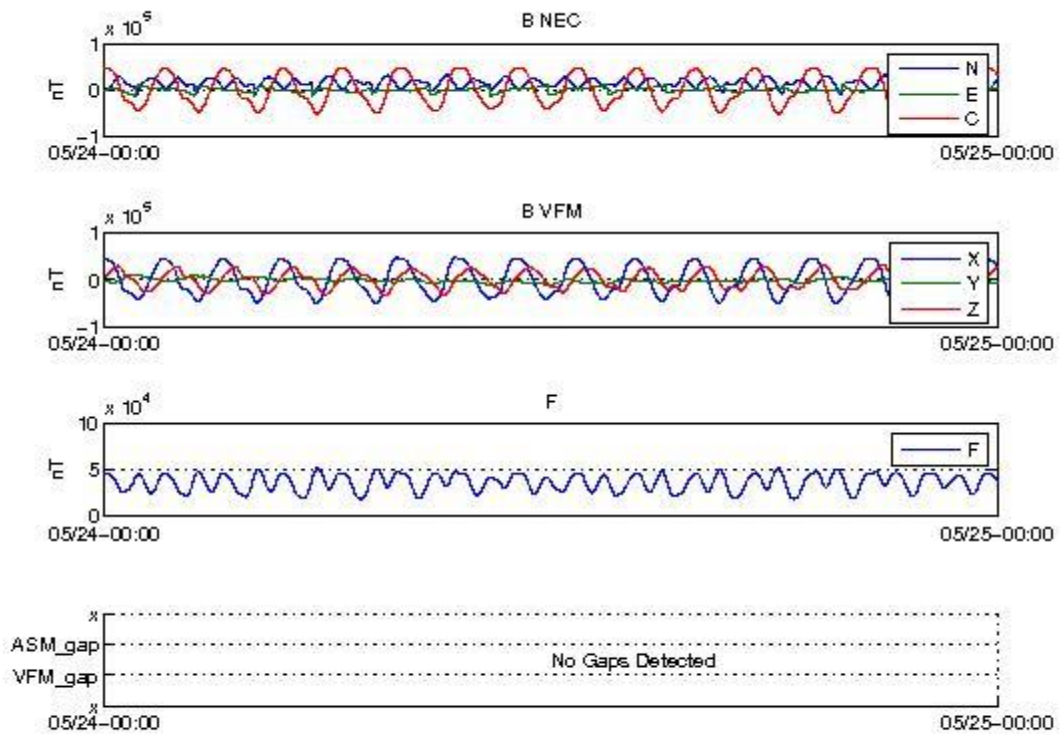 B NEC
x 10^5
1
0
-1
nT
N
E
C
05/24-00:00 05/25-00:00
B VFM
x 10^5
1
0
-1
nT
X
Y
Z
05/24-00:00 05/25-00:00
F
x 10^4
10
5
0
nT
F
05/24-00:00 05/25-00:00
x
ASM_gap
VFM_gap
x
No Gaps Detected
05/24-00:00 05/25-00:00